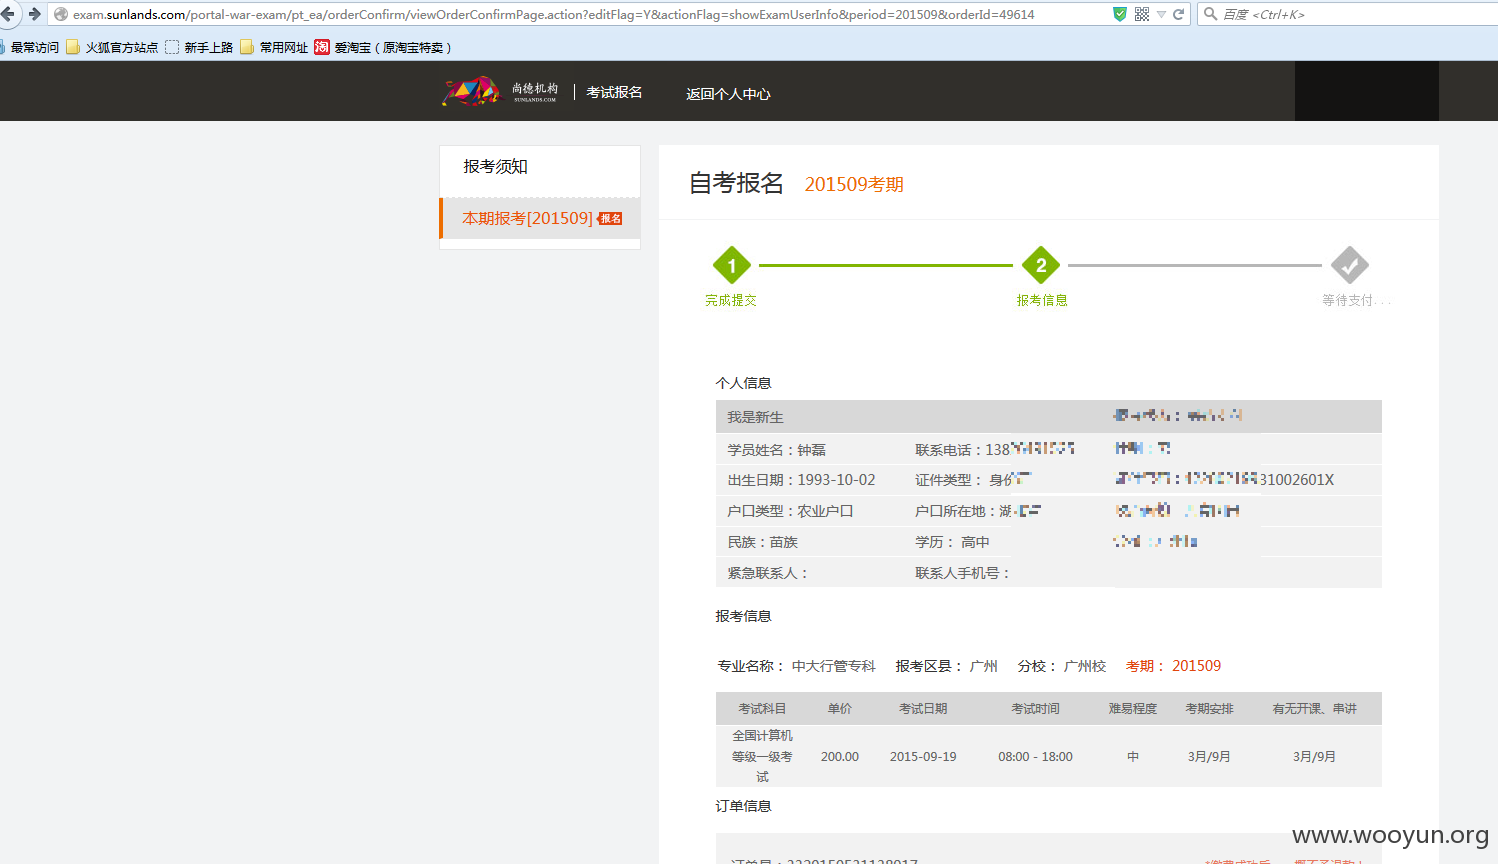 exam.sunlands.com/portal-war-exam/pt_ea/orderConfirm/viewOrderConfirmPage.action?editFlag=Y&actionFlag=showExamUserInfo&period=201509&orderId=49614
百度 <Ctrl+K>
最常访问 火狐官方站点 新手上路 常用网址 淘 爱淘宝（原淘宝特卖）
尚德机构 SUNLANDS.COM 考试报名 返回个人中心
报考须知
本期报考[201509] 报名
自考报名 201509考期
1 2
完成提交 报考信息 等待支付...
个人信息
我是新生
学员姓名：钟磊 联系电话：138
出生日期：1993-10-02 证件类型： 身份 31002601X
户口类型：农业户口 户口所在地：湖
民族：苗族 学历： 高中
紧急联系人： 联系人手机号：
报考信息
专业名称： 中大行管专科 报考区县： 广州 分校： 广州校 考期： 201509
考试科目 单价 考试日期 考试时间 难易程度 考期安排 有无开课、串讲
全国计算机
等级一级考
试
200.00 2015-09-19 08:00 - 18:00 中 3月/9月 3月/9月
订单信息
www.wooyun.org